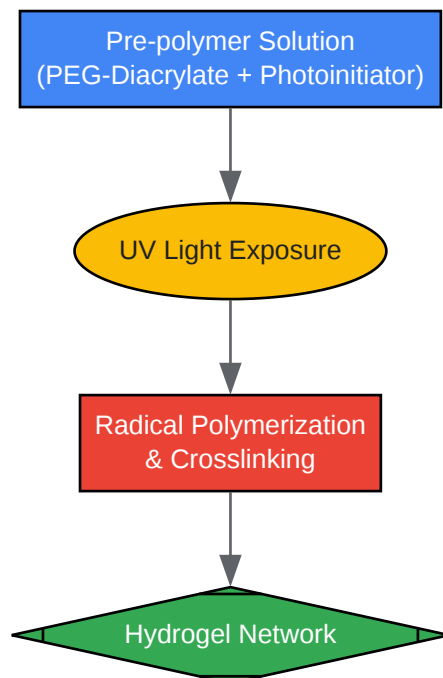 Pre-polymer Solution
(PEG-Diacrylate + Photoinitiator)
UV Light Exposure
Radical Polymerization
& Crosslinking
Hydrogel Network